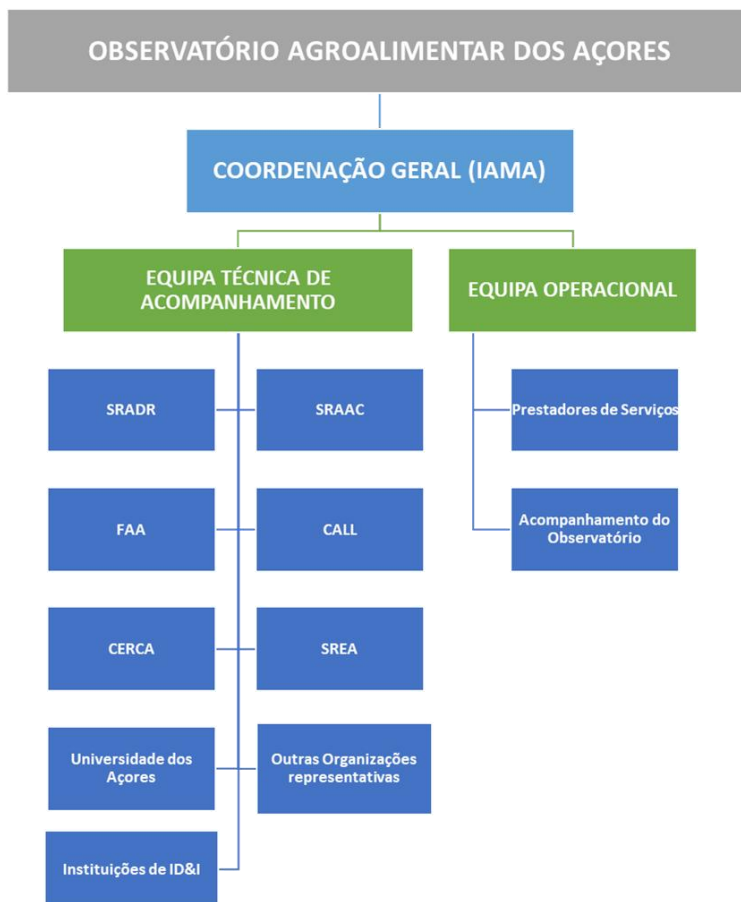 OBSERVATÓRIO AGROALIMENTAR DOS AÇORES
COORDENAÇÃO GERAL (IAMA)
EQUIPA TÉCNICA DE
ACOMPANHAMENTO
EQUIPA OPERACIONAL
SRADR
SRAAC
Prestadores de Serviços
FAA
CALL
Acompanhamento do
Observatório
CERCA
SREA
Universidade dos
Açores
Outras Organizações
representativas
Instituições de ID&I